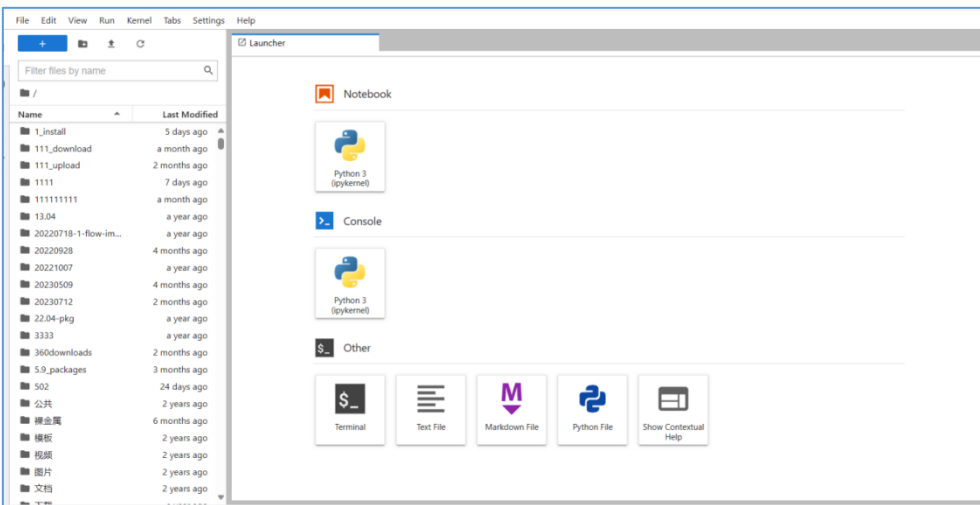 File Edit View Run Kernel Tabs Settings Help
Launcher
Filter files by name
/
Name Last Modified
1_install 5 days ago
111_download a month ago
111_upload 2 months ago
1111 7 days ago
111111111 a month ago
13.04 a year ago
20220718-1-flow-im... a year ago
20220928 4 months ago
20221007 a year ago
20230509 4 months ago
20230712 2 months ago
22.04-pkg a year ago
3333 a year ago
360downloads 2 months ago
5.9_packages 3 months ago
502 24 days ago
公共 2 years ago
裸金属 6 months ago
模板 2 years ago
视频 2 years ago
图片 2 years ago
文档 2 years ago
Notebook
Python 3
(ipykernel)
Console
Python 3
(ipykernel)
$_ Other
$_ M
Terminal Text File Markdown File Python File Show Contextual
Help